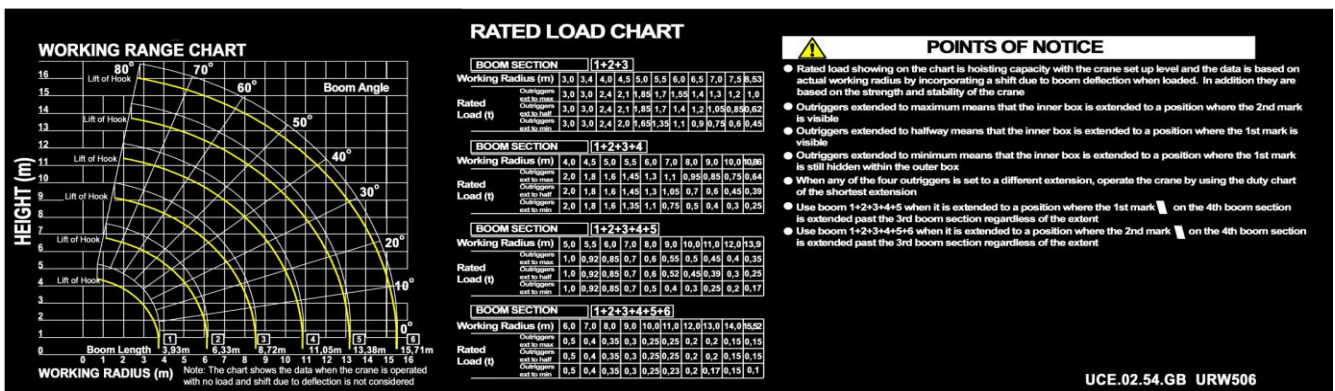 WORKING RANGE CHART
80° 70° 60° 50° 40° 30° 20° 10° 0°
Boom Angle
Lift of Hook
Lift of Hook
Lift of Hook
Lift of Hook
Lift of Hook
Lift of Hook
HEIGHT (m)
16
15
14
13
12
11
10
9
8
7
6
5
4
3
2
1
0
1 2 3 4 5 6
Boom Length 3,93m 6,33m 8,72m 11,05m 13,38m 15,71m
0 1 2 3 4 5 6 7 8 9 10 11 12 13 14 15 16
WORKING RADIUS (m)
Note: The chart shows the data when the crane is operated
with no load and shift due to deflection is not considered
RATED LOAD CHART
BOOM SECTION 1+2+3
Working Radius (m) 3,0 3,4 4,0 4,5 5,0 5,5 6,0 6,5 7,0 7,5 8,53
Rated Load (t)
Outriggers ext to max 3,0 3,0 2,4 2,1 1,85 1,7 1,55 1,4 1,3 1,2 1,0
Outriggers ext to half 3,0 3,0 2,4 2,1 1,85 1,7 1,4 1,2 1,05 0,85 0,62
Outriggers ext to min 3,0 3,0 2,4 2,0 1,65 1,35 1,1 0,9 0,75 0,6 0,45
BOOM SECTION 1+2+3+4
Working Radius (m) 4,0 4,5 5,0 5,5 6,0 7,0 8,0 9,0 10,0 10,86
Rated Load (t)
Outriggers ext to max 2,0 1,8 1,6 1,45 1,3 1,1 0,95 0,85 0,75 0,64
Outriggers ext to half 2,0 1,8 1,6 1,45 1,3 1,05 0,7 0,6 0,45 0,39
Outriggers ext to min 2,0 1,8 1,6 1,35 1,1 0,75 0,5 0,4 0,3 0,25
BOOM SECTION 1+2+3+4+5
Working Radius (m) 5,0 5,5 6,0 7,0 8,0 9,0 10,0 11,0 12,0 13,9
Rated Load (t)
Outriggers ext to max 1,0 0,92 0,85 0,7 0,6 0,55 0,5 0,45 0,4 0,35
Outriggers ext to half 1,0 0,92 0,85 0,7 0,6 0,52 0,45 0,39 0,3 0,25
Outriggers ext to min 1,0 0,92 0,85 0,7 0,5 0,4 0,3 0,25 0,2 0,17
BOOM SECTION 1+2+3+4+5+6
Working Radius (m) 6,0 7,0 8,0 9,0 10,0 11,0 12,0 13,0 14,0 15,52
Rated Load (t)
Outriggers ext to max 0,5 0,4 0,35 0,3 0,25 0,25 0,2 0,2 0,15 0,15
Outriggers ext to half 0,5 0,4 0,35 0,3 0,25 0,25 0,2 0,2 0,15 0,15
Outriggers ext to min 0,5 0,4 0,35 0,3 0,25 0,23 0,2 0,17 0,15 0,1
POINTS OF NOTICE
● Rated load showing on the chart is hoisting capacity with the crane set up level and the data is based on
actual working radius by incorporating a shift due to boom deflection when loaded. In addition they are
based on the strength and stability of the crane
● Outriggers extended to maximum means that the inner box is extended to a position where the 2nd mark
is visible
● Outriggers extended to halfway means that the inner box is extended to a position where the 1st mark is
visible
● Outriggers extended to minimum means that the inner box is extended to a position where the 1st mark
is still hidden within the outer box
● When any of the four outriggers is set to a different extension, operate the crane by using the duty chart
of the shortest extension
● Use boom 1+2+3+4+5 when it is extended to a position where the 1st mark on the 4th boom section
is extended past the 3rd boom section regardless of the extent
● Use boom 1+2+3+4+5+6 when it is extended to a position where the 2nd mark on the 4th boom section
is extended past the 3rd boom section regardless of the extent
UCE.02.54.GB URW506